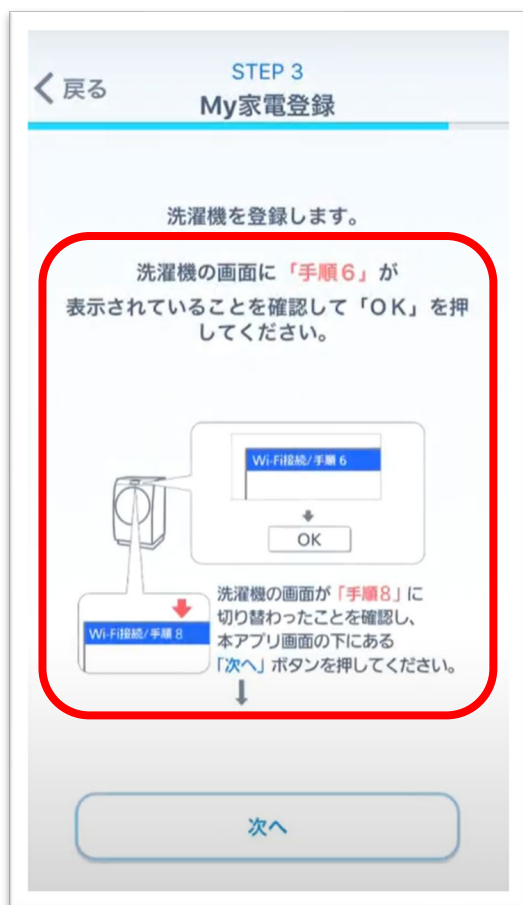 戻る
STEP 3
My家電登録
洗濯機を登録します。
洗濯機の画面に「手順６」が
表示されていることを確認して「ＯＫ」を押
してください。
Wi-Fi接続/手順 6
OK
洗濯機の画面が「手順8」に
切り替わったことを確認し、
本アプリ画面の下にある
「次へ」ボタンを押してください。
Wi-Fi接続/手順 8
次へ